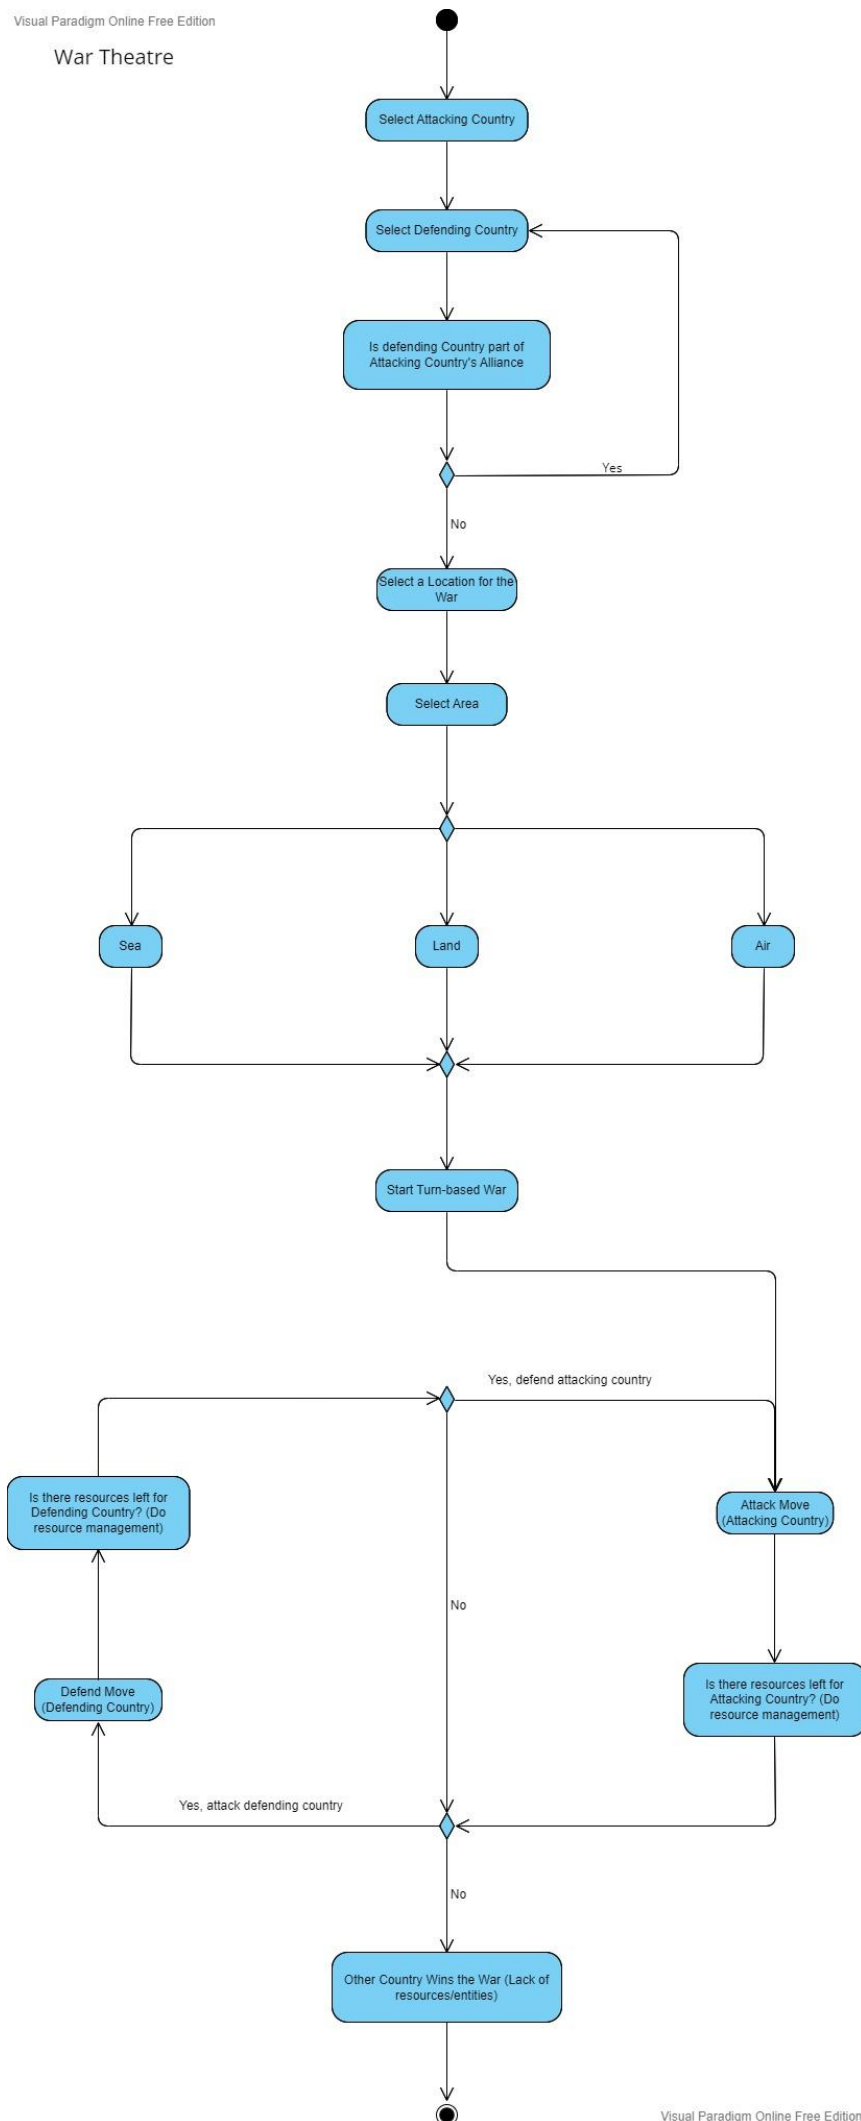 Visual Paradigm Online Free Edition
War Theatre
Select Attacking Country
Select Defending Country
Is defending Country part of
Attacking Country's Alliance
Yes
No
Select a Location for the
War
Select Area
Sea
Land
Air
Start Turn-based War
Yes, defend attacking country
Is there resources left for
Defending Country? (Do
resource management)
Attack Move
(Attacking Country)
No
Defend Move
(Defending Country)
Is there resources left for
Attacking Country? (Do
resource management)
Yes, attack defending country
No
Other Country Wins the War (Lack of
resources/entities)
Visual Paradigm Online Free Edition